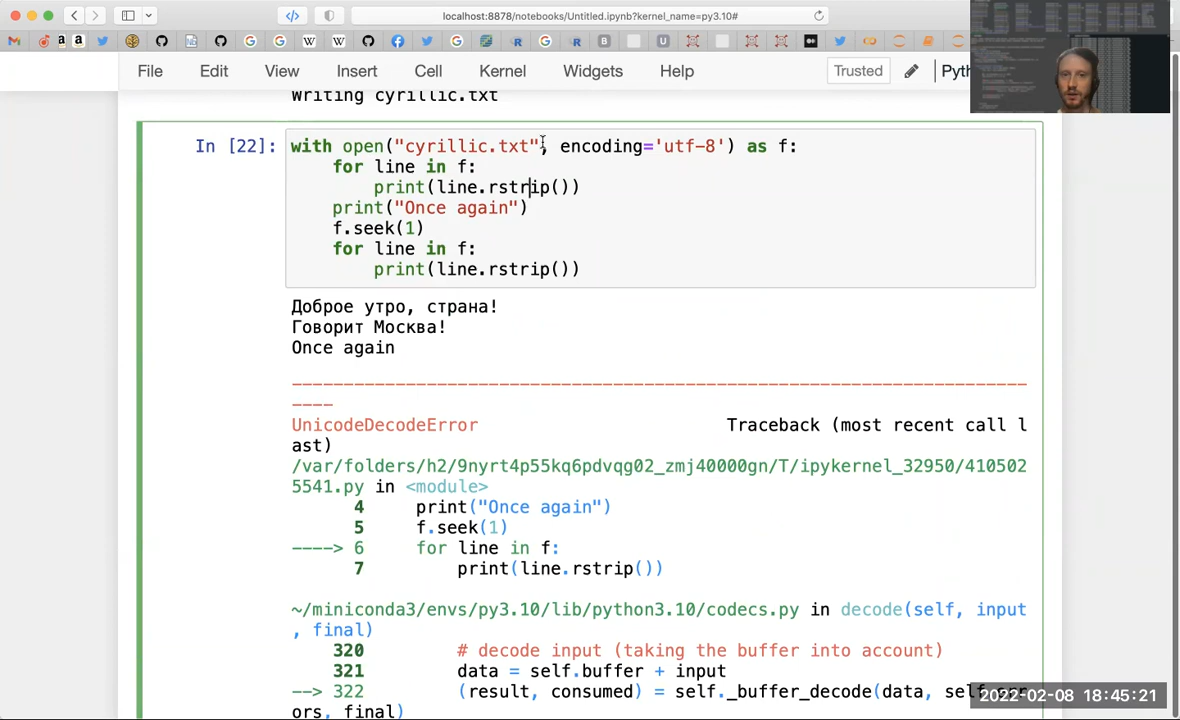 localhost:8878/notebooks/Untitled.ipynb?kernel_name=py3.10#
File Edit View Insert Cell Kernel Widgets Help Trusted
Writing cyrillic.txt
In [22]: with open("cyrillic.txt", encoding='utf-8') as f:
for line in f:
print(line.rstrip())
print("Once again")
f.seek(1)
for line in f:
print(line.rstrip())
Доброе утро, страна!
Говорит Москва!
Once again
---------------------------------------------------------------------------
UnicodeDecodeError Traceback (most recent call l
ast)
/var/folders/h2/9nyrt4p55kq6pdvqg02_zmj40000gn/T/ipykernel_32950/410502
5541.py in <module>
4 print("Once again")
5 f.seek(1)
----> 6 for line in f:
7 print(line.rstrip())
~/miniconda3/envs/py3.10/lib/python3.10/codecs.py in decode(self, input
, final)
320 # decode input (taking the buffer into account)
321 data = self.buffer + input
--> 322 (result, consumed) = self._buffer_decode(data,
ors, final)
2022-02-08 18:45:21